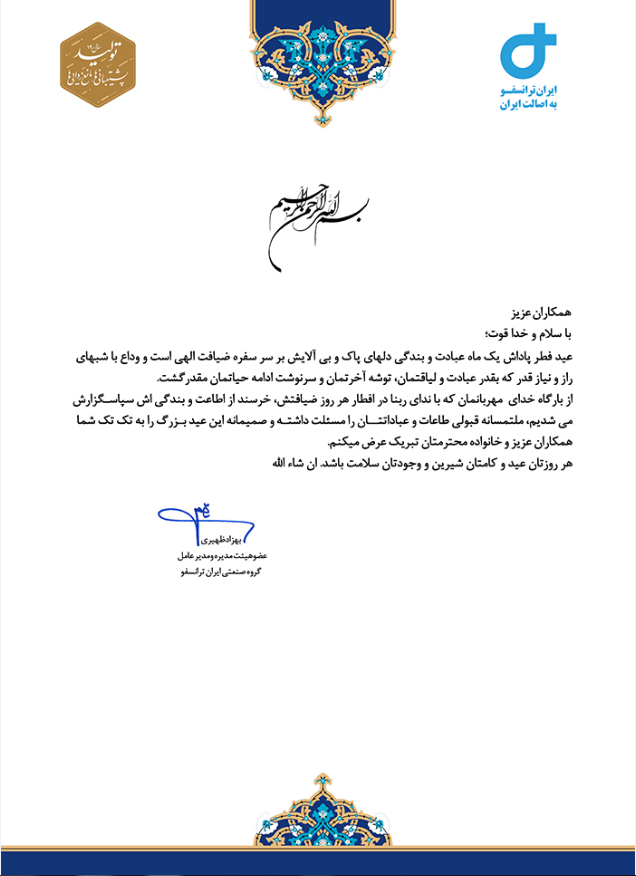 ایران ترانسفو
به اصالت ایران
تولید
پشتیبانی‌ها، مانع‌زدایی‌ها
بسم الله الرحمن الرحیم
همکاران عزیز
با سلام و خدا قوت؛
عید فطر پاداش یک ماه عبادت و بندگی دلهای پاک و بی آلایش بر سر سفره ضیافت الهی است و وداع با شبهای
راز و نیاز قدر که بقدر عبادت و لیاقتمان، توشه آخرتمان و سرنوشت ادامه حیاتمان مقدر گشت.
از بارگاه خدای مهربانمان که با ندای ربنا در افطار هر روز ضیافتش، خرسند از اطاعت و بندگی اش سپاسگزارش
می شدیم، ملتمسانه قبولی طاعات و عباداتتان را مسئلت داشته و صمیمانه این عید بزرگ را به تک تک شما
همکاران عزیز و خانواده محترمتان تبریک عرض میکنم.
هر روزتان عید و کامتان شیرین و وجودتان سلامت باشد. ان شاء الله
بهزاد ظهیری
عضو هیئت مدیره و مدیر عامل
گروه صنعتی ایران ترانسفو